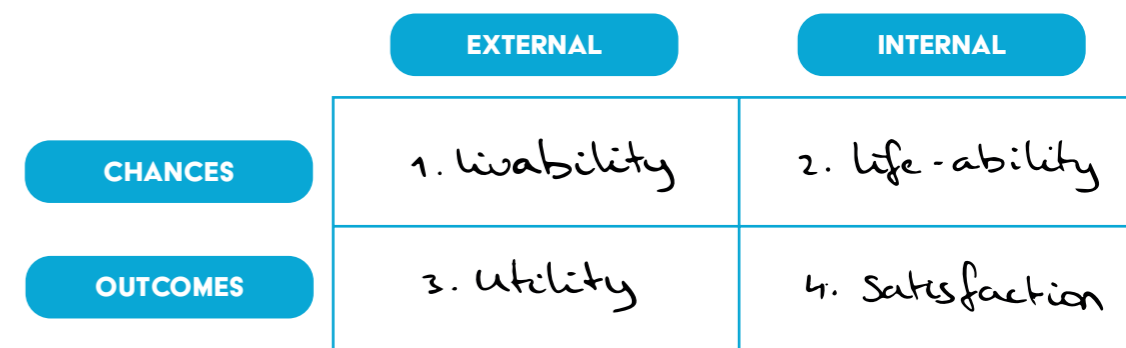 EXTERNAL INTERNAL
CHANCES 1. livability 2. life-ability
OUTCOMES 3. Utility 4. Satisfaction